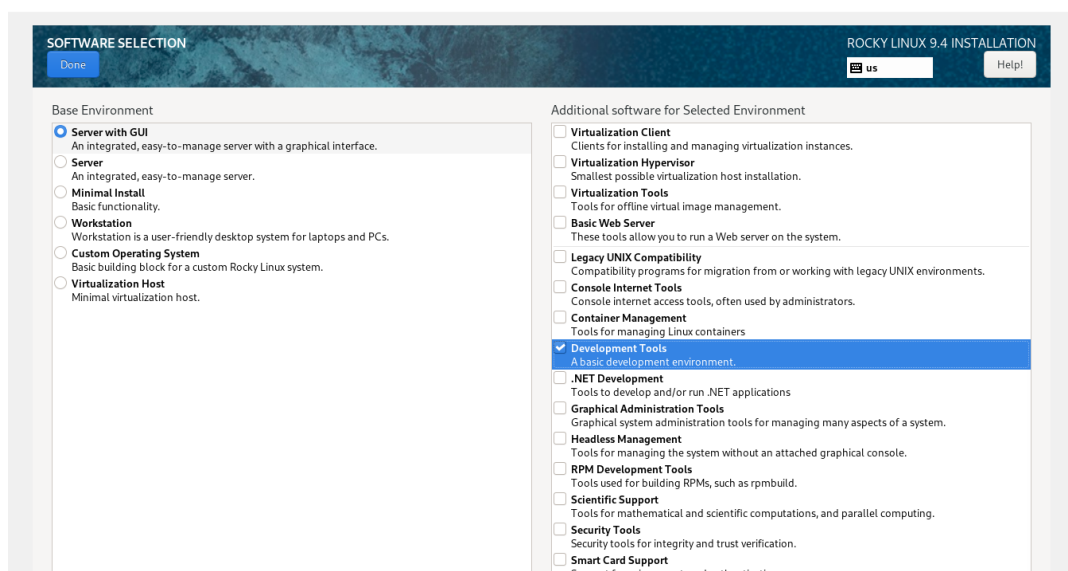 SOFTWARE SELECTION
Done
ROCKY LINUX 9.4 INSTALLATION
us
Help!
Base Environment
Server with GUI
An integrated, easy-to-manage server with a graphical interface.
Server
An integrated, easy-to-manage server.
Minimal Install
Basic functionality.
Workstation
Workstation is a user-friendly desktop system for laptops and PCs.
Custom Operating System
Basic building block for a custom Rocky Linux system.
Virtualization Host
Minimal virtualization host.
Additional software for Selected Environment
Virtualization Client
Clients for installing and managing virtualization instances.
Virtualization Hypervisor
Smallest possible virtualization host installation.
Virtualization Tools
Tools for offline virtual image management.
Basic Web Server
These tools allow you to run a Web server on the system.
Legacy UNIX Compatibility
Compatibility programs for migration from or working with legacy UNIX environments.
Console Internet Tools
Console internet access tools, often used by administrators.
Container Management
Tools for managing Linux containers
Development Tools
A basic development environment.
.NET Development
Tools to develop and/or run .NET applications
Graphical Administration Tools
Graphical system administration tools for managing many aspects of a system.
Headless Management
Tools for managing the system without an attached graphical console.
RPM Development Tools
Tools used for building RPMs, such as rpmbuild.
Scientific Support
Tools for mathematical and scientific computations, and parallel computing.
Security Tools
Security tools for integrity and trust verification.
Smart Card Support